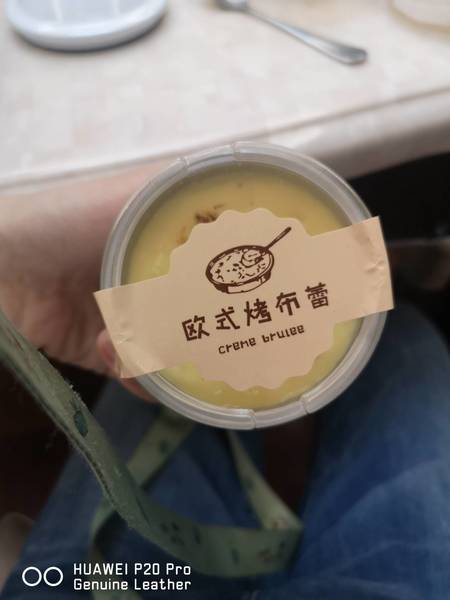 欧式烤布蕾
creme brulee
HUAWEI P20 Pro
Genuine Leather